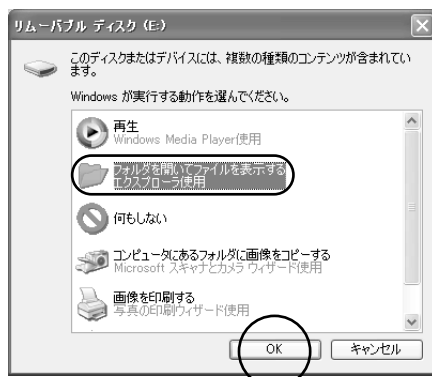 リムーバブル ディスク (E:)
このディスクまたはデバイスには、複数の種類のコンテンツが含まれてい
ます。
Windows が実行する動作を選んでください。
再生
Windows Media Player使用
フォルダを開いてファイルを表示する
エクスプローラ使用
何もしない
コンピュータにあるフォルダに画像をコピーする
Microsoft スキャナとカメラ ウィザード使用
画像を印刷する
写真の印刷ウィザード使用
OK
キャンセル